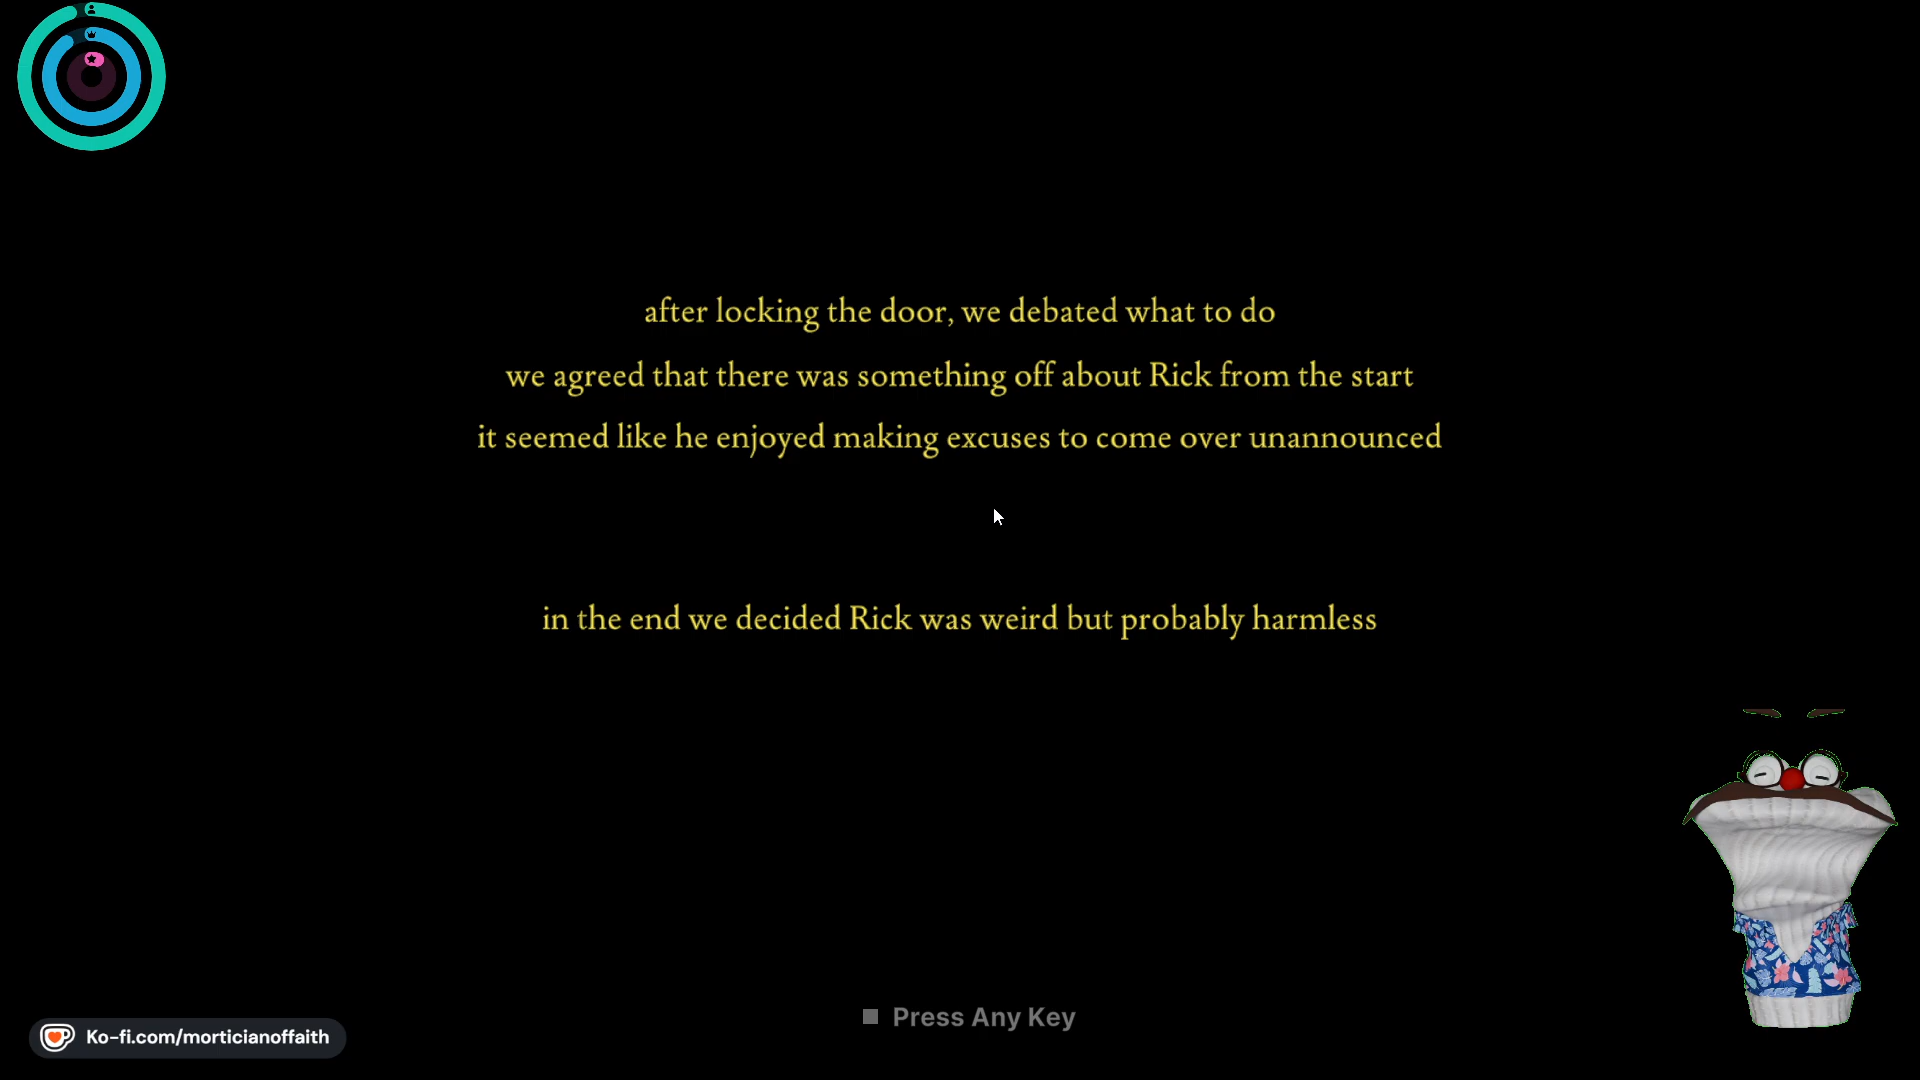 after locking the door, we debated what to do
we agreed that there was something off about Rick from the start
it seemed like he enjoyed making excuses to come over unannounced
in the end we decided Rick was weird but probably harmless
Press Any Key
Ko-fi.com/morticianoffaith